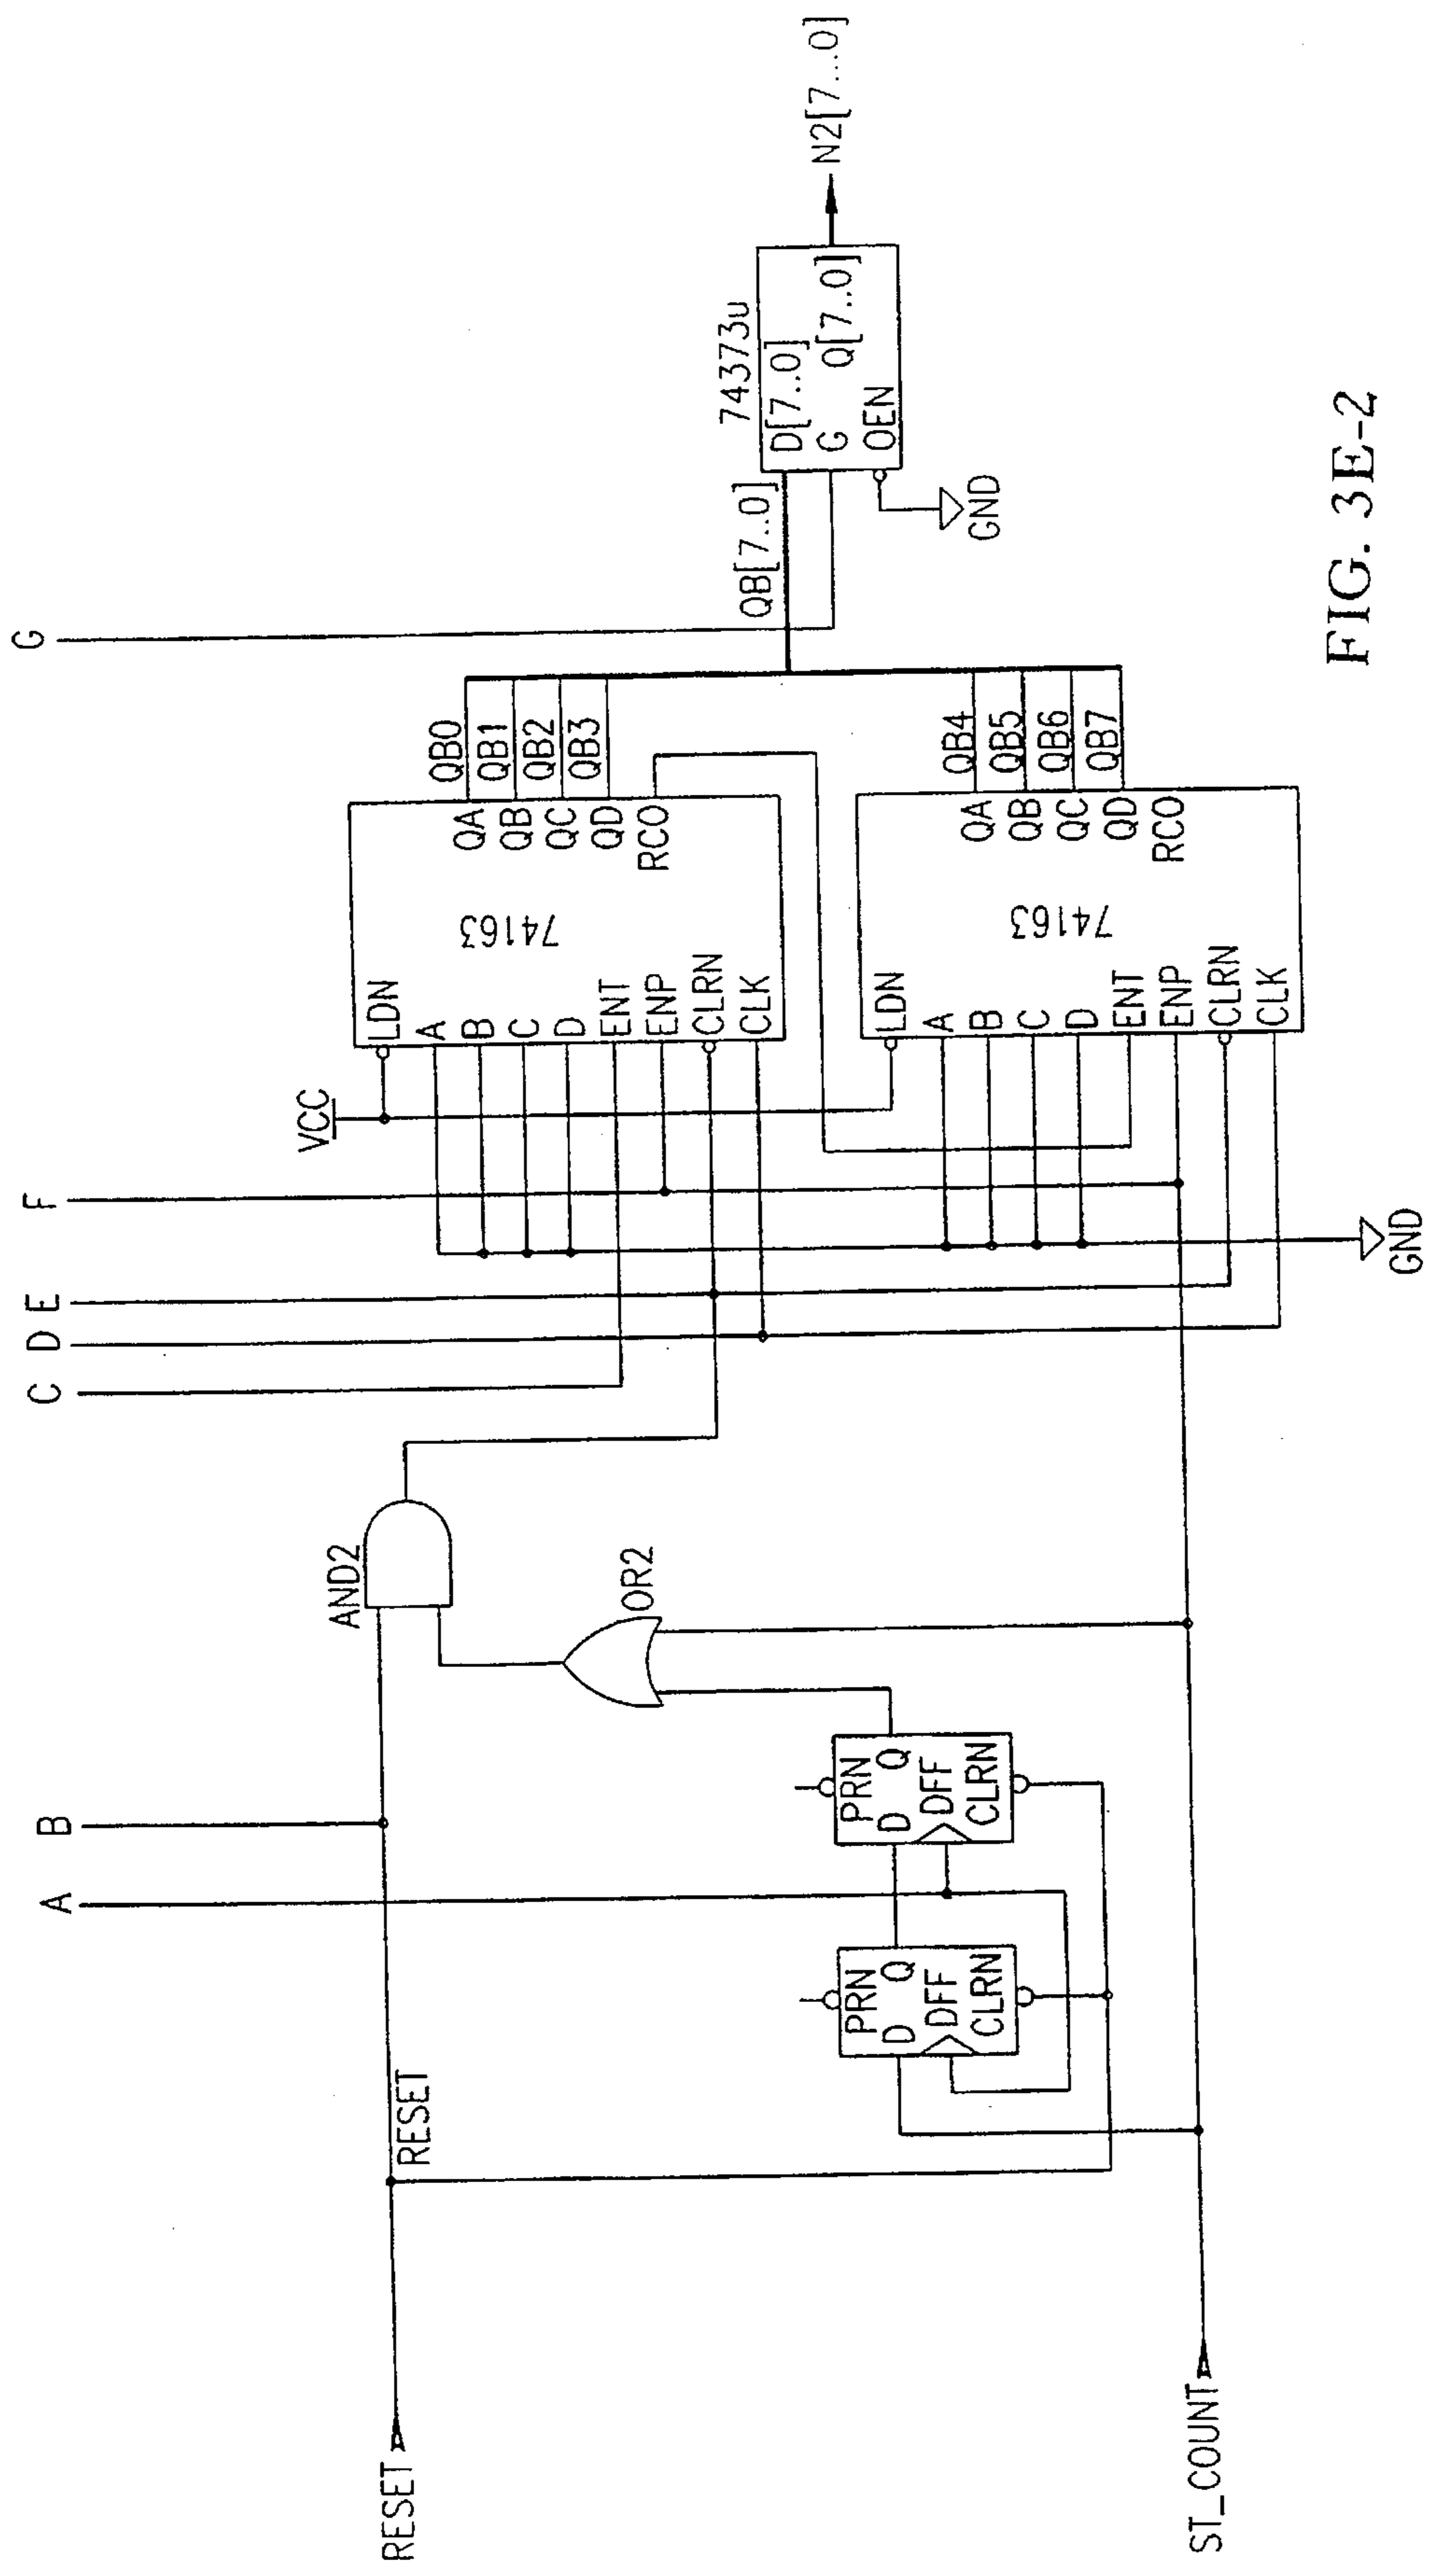 A
B
C
D
E
F
G
RESET
RESET
AND2
OR2
PRN
D
Q
DFF
CLRN
PRN
D
Q
DFF
CLRN
ST_COUNT
VCC
LDN
A
B
C
D
ENT
ENP
CLRN
CLK
74163
QA
QB
QC
QD
RCO
QB0
QB1
QB2
QB3
LDN
A
B
C
D
ENT
ENP
CLRN
CLK
74163
QA
QB
QC
QD
RCO
QB4
QB5
QB6
QB7
GND
QB[7..0]
74373u
D[7..0]
G
Q[7..0]
OEN
GND
N2[7...0]
FIG. 3E-2